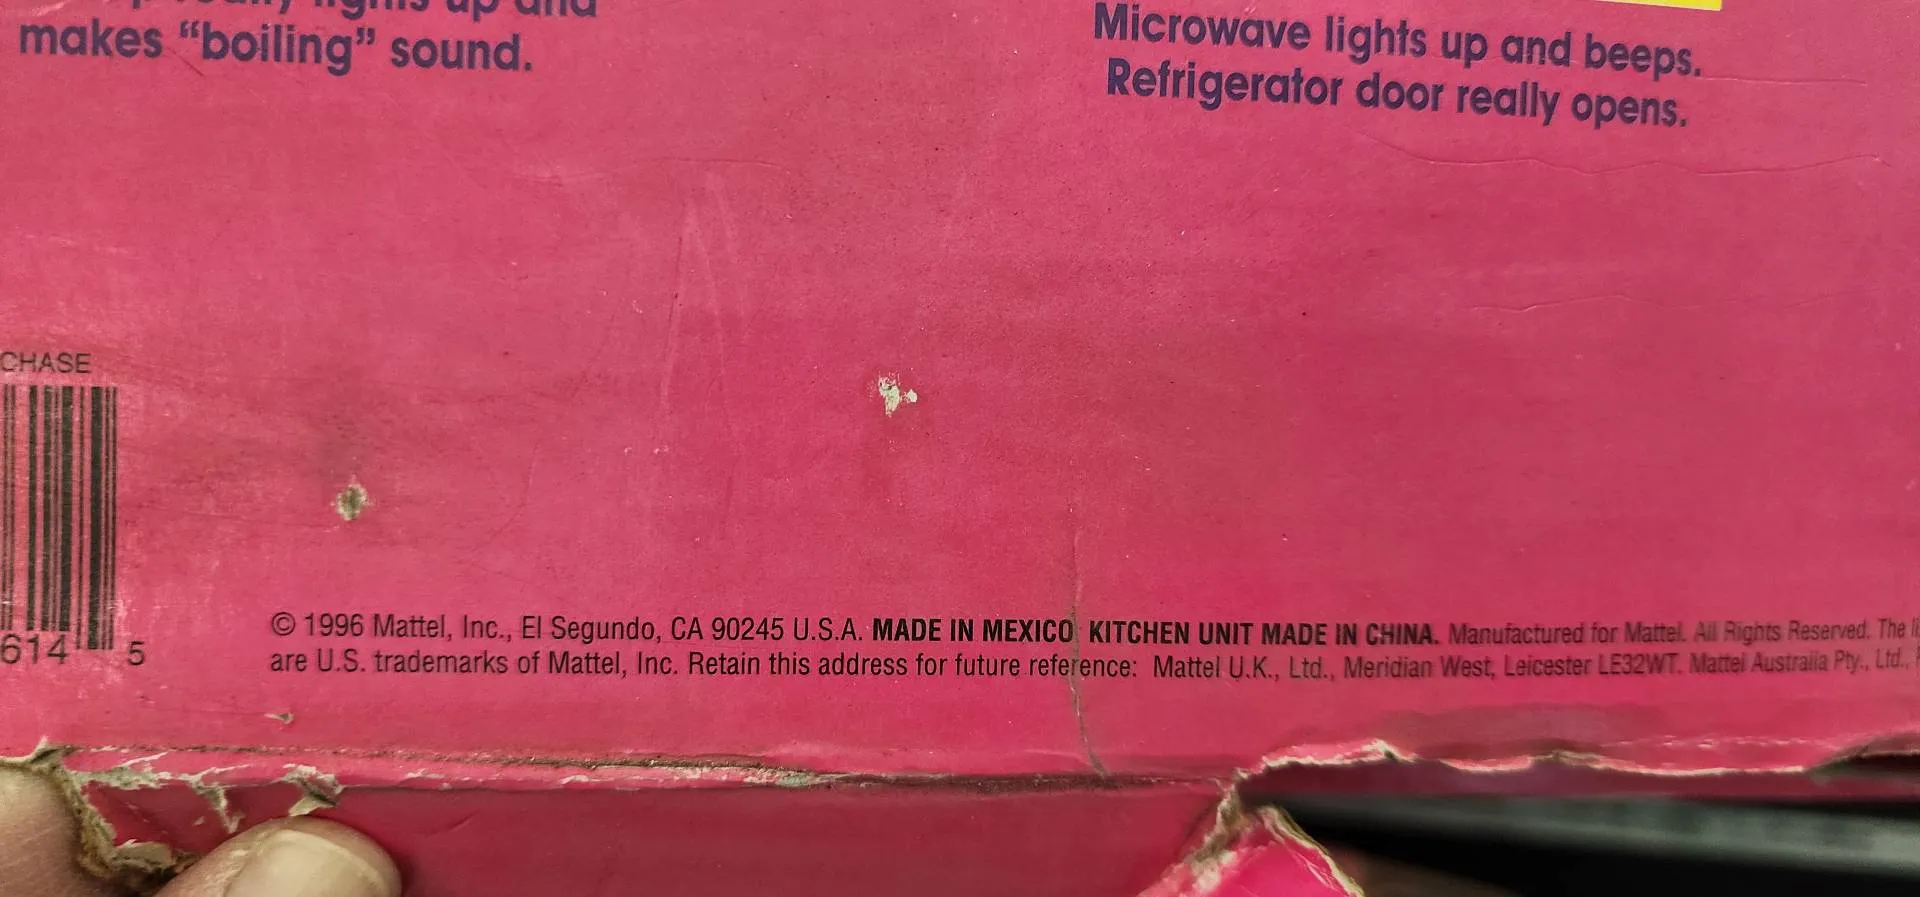 up and
makes “boiling” sound.
Microwave lights up and beeps.
Refrigerator door really opens.
CHASE
614 5
© 1996 Mattel, Inc., El Segundo, CA 90245 U.S.A. MADE IN MEXICO KITCHEN UNIT MADE IN CHINA. Manufactured for Mattel. All Rights Reserved. The
are U.S. trademarks of Mattel, Inc. Retain this address for future reference: Mattel U.K., Ltd., Meridian West, Leicester LE32WT. Mattel Australia Pty., Ltd.,